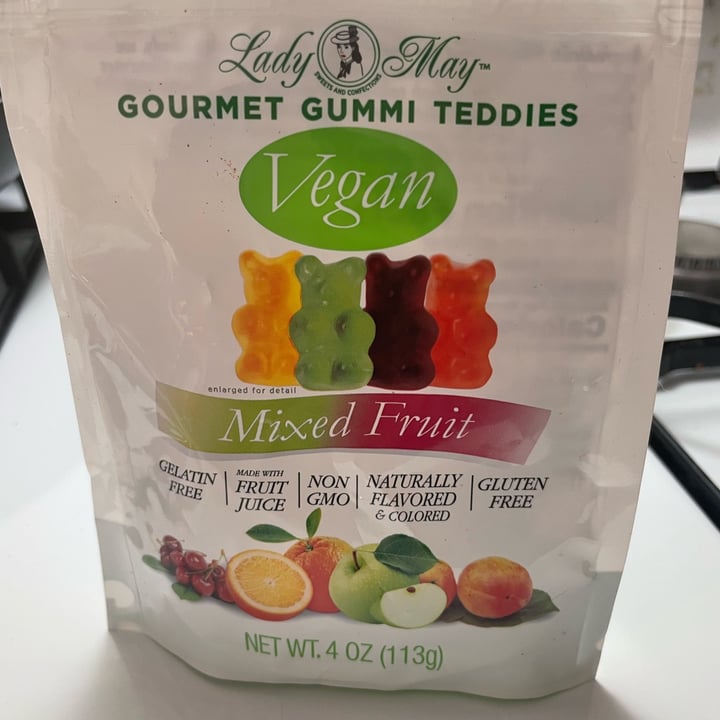 Lady May™
SWEETS AND CONFECTIONS
GOURMET GUMMI TEDDIES
Vegan
enlarged for detail
Mixed Fruit
GELATIN FREE
MADE WITH FRUIT JUICE
NON GMO
NATURALLY FLAVORED & COLORED
GLUTEN FREE
NET WT. 4 OZ (113g)